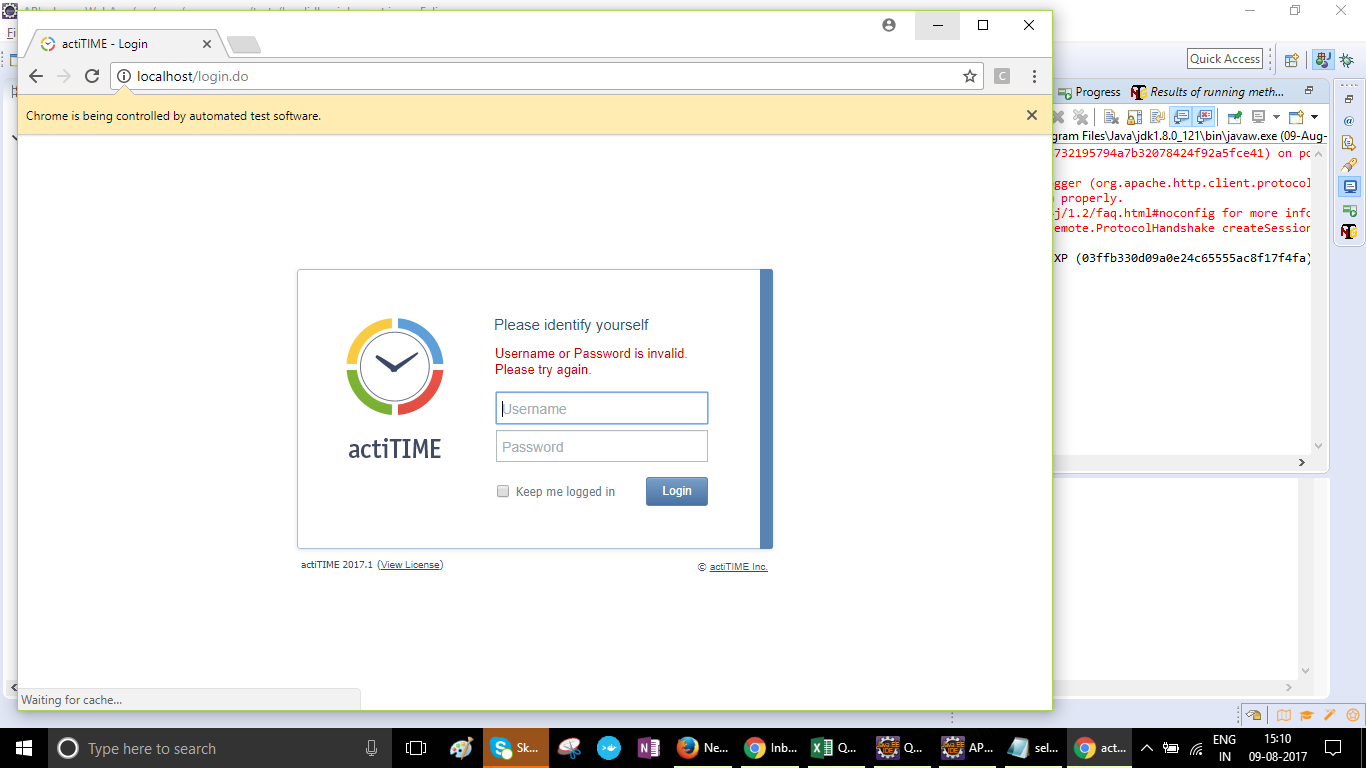 actiTIME - Login
localhost/login.do
C
Chrome is being controlled by automated test software.
Please identify yourself
Username or Password is invalid.
Please try again.
Username
Password
Keep me logged in
Login
actiTIME
actiTIME 2017.1 (View License)
© actiTIME Inc.
Waiting for cache...
Fi
Quick Access
Progress
Results of running meth...
gram Files\Java\jdk1.8.0_121\bin\javaw.exe (09-Aug-
732195794a7b32078424f92a5fce41) on po
gger (org.apache.http.client.protocol
properly.
j/1.2/faq.html#noconfig for more info
emote.ProtocolHandshake createSession
XP (03ffb330d09a0e24c65555ac8f17f4fa)
Type here to search
Sk...
Ne...
Inb...
Q...
Q...
AP...
sel...
act...
ENG
IN
15:10
09-08-2017